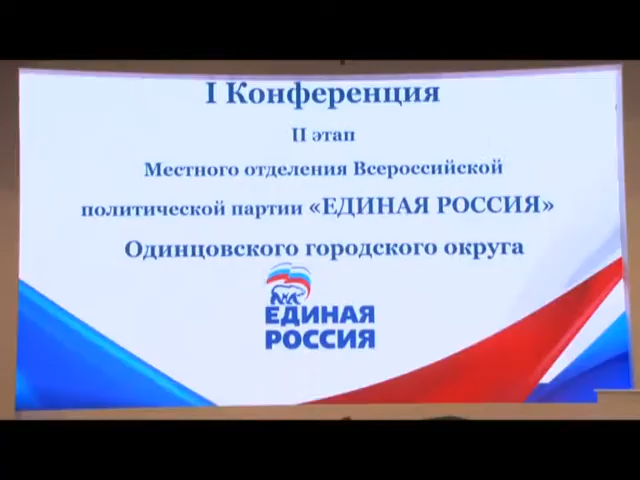 I Конференция
II этап
Местного отделения Всероссийской
политической партии «ЕДИНАЯ РОССИЯ»
Одинцовского городского округа
ЕДИНАЯ
РОССИЯ